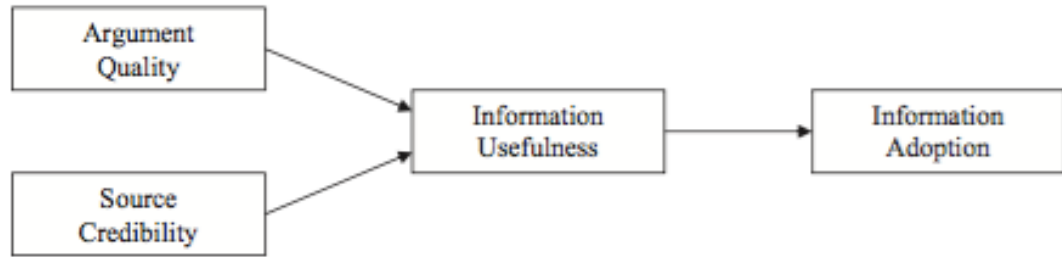 Argument
Quality
Information
Usefulness
Information
Adoption
Source
Credibility